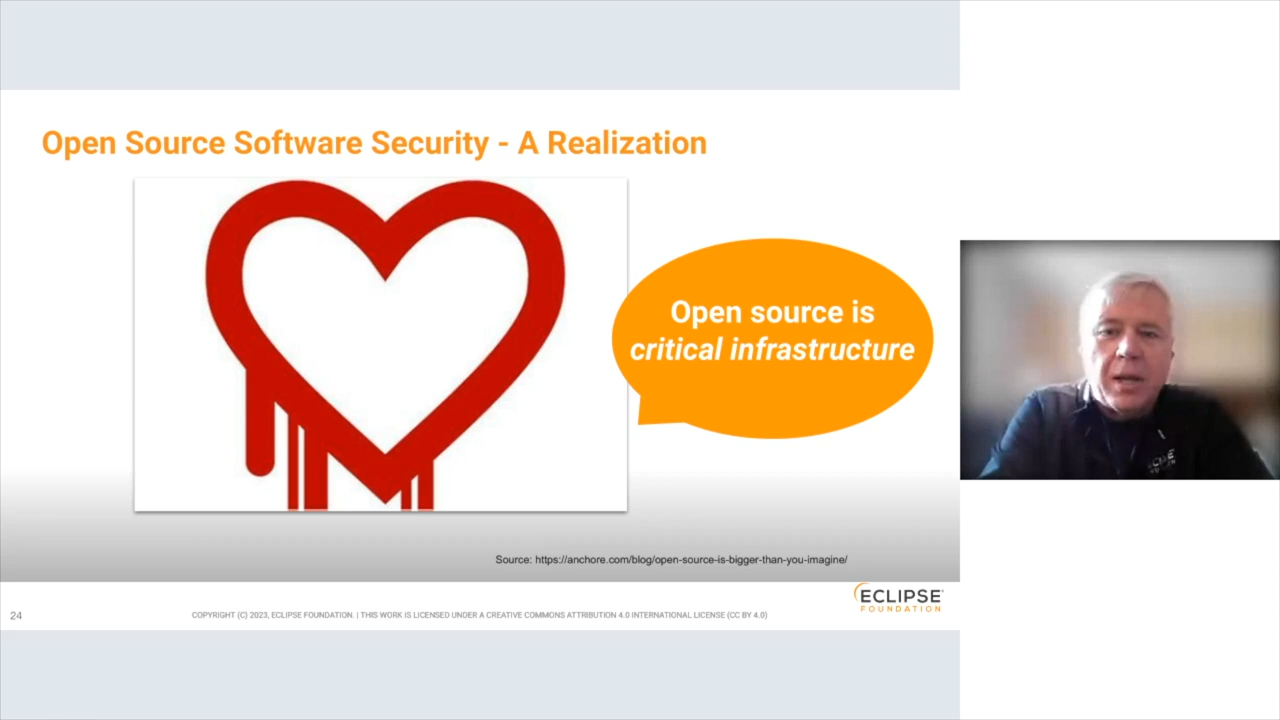 Open Source Software Security - A Realization
Open source is
critical infrastructure
Source: https://anchore.com/blog/open-source-is-bigger-than-you-imagine/
ECLIPSE
FOUNDATION
24
COPYRIGHT (C) 2023, ECLIPSE FOUNDATION. | THIS WORK IS LICENSED UNDER A CREATIVE COMMONS ATTRIBUTION 4.0 INTERNATIONAL LICENSE (CC BY 4.0)